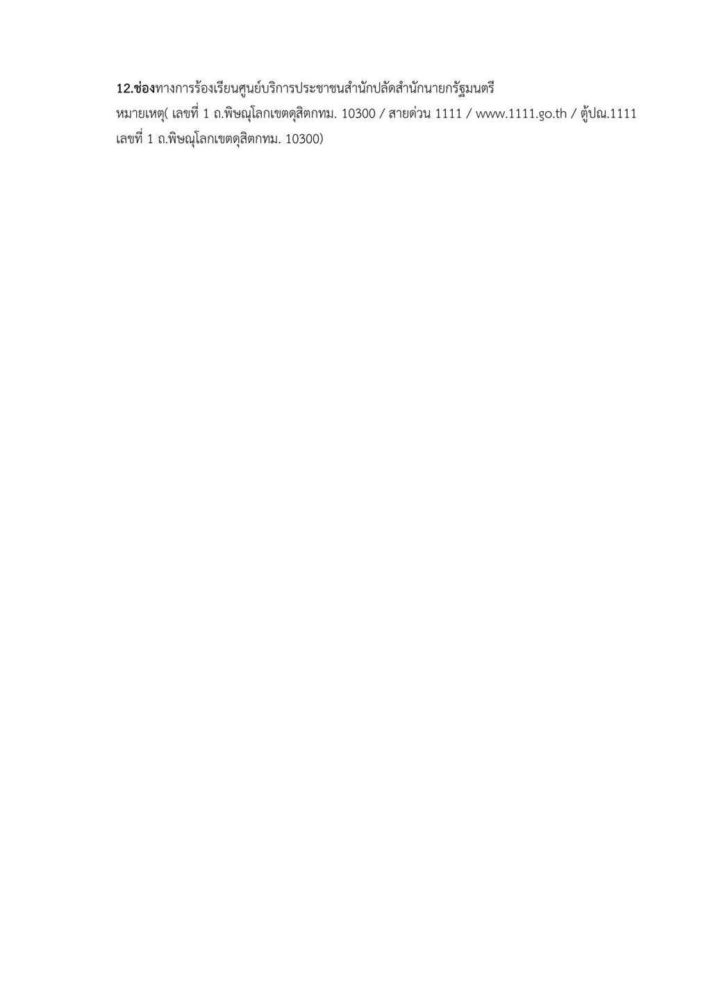 12.ช่องทางการร้องเรียนศูนย์บริการประชาชนสำนักปลัดสำนักนายกรัฐมนตรี
หมายเหตุ( เลขที่ 1 ถ.พิษณุโลกเขตดุสิตกทม. 10300 / สายด่วน 1111 / www.1111.go.th / ตู้ปณ.1111
เลขที่ 1 ถ.พิษณุโลกเขตดุสิตกทม. 10300)